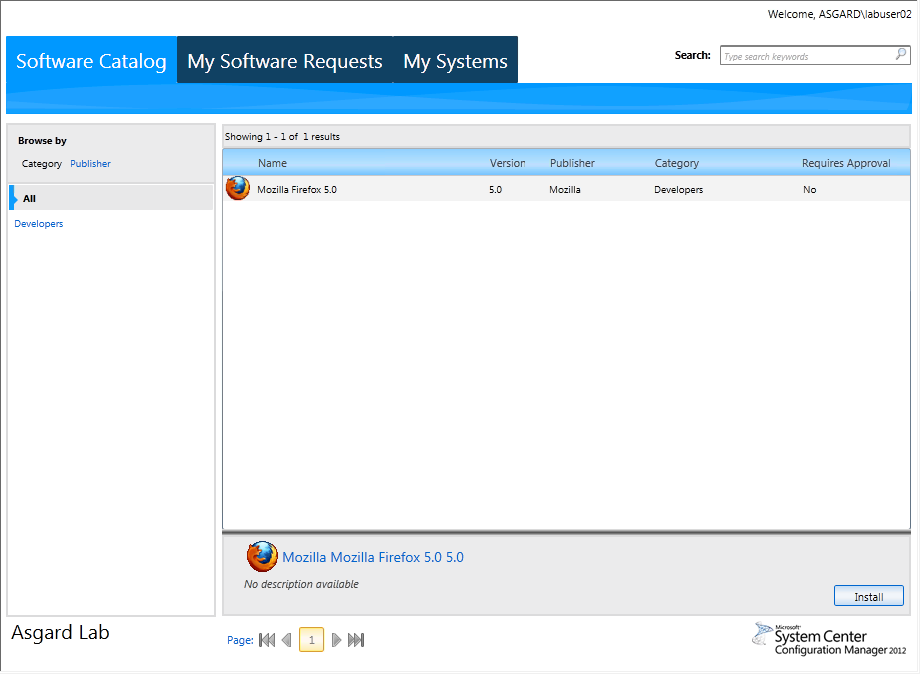 Welcome, ASGARD\labuser02
Software Catalog My Software Requests My Systems
Search: Type search keywords
Browse by
Category Publisher
All
Developers
Showing 1 - 1 of 1 results
Name Version Publisher Category Requires Approval
Mozilla Firefox 5.0 5.0 Mozilla Developers No
Mozilla Mozilla Firefox 5.0 5.0
No description available
Install
Asgard Lab
Page: 1
Microsoft®
System Center
Configuration Manager 2012